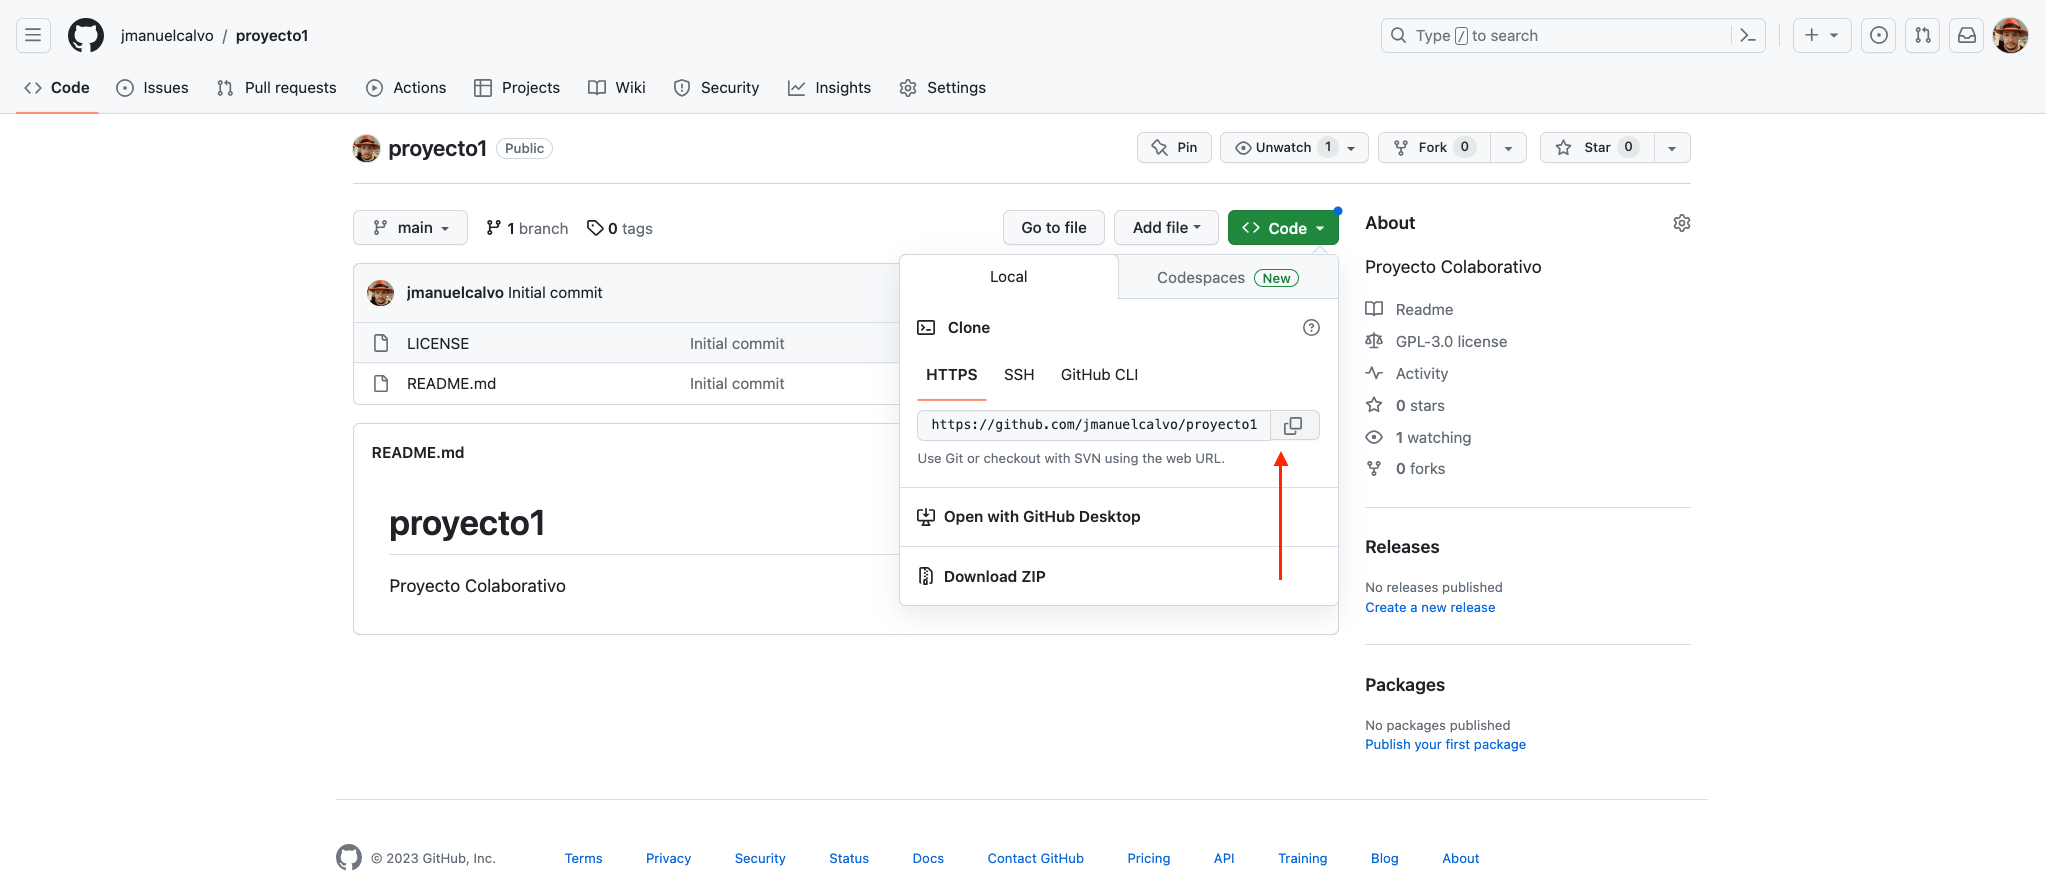 jmanuelcalvo / proyecto1
Type / to search
Code Issues Pull requests Actions Projects Wiki Security Insights Settings
proyecto1 Public
Pin Unwatch 1 Fork 0 Star 0
main 1 branch 0 tags Go to file Add file Code
jmanuelcalvo Initial commit
LICENSE Initial commit
README.md Initial commit
README.md
proyecto1
Proyecto Colaborativo
Local Codespaces New
Clone
HTTPS SSH GitHub CLI
https://github.com/jmanuelcalvo/proyecto1
Use Git or checkout with SVN using the web URL.
Open with GitHub Desktop
Download ZIP
About
Proyecto Colaborativo
Readme
GPL-3.0 license
Activity
0 stars
1 watching
0 forks
Releases
No releases published
Create a new release
Packages
No packages published
Publish your first package
© 2023 GitHub, Inc. Terms Privacy Security Status Docs Contact GitHub Pricing API Training Blog About